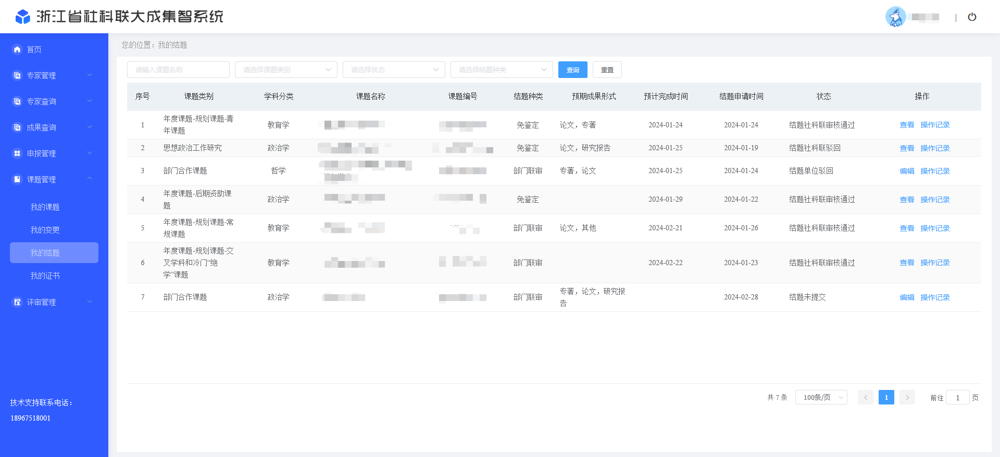 浙江省社科联大成集智系统
首页
专家管理
专家查询
成果查询
申报管理
课题管理
我的课题
我的变更
我的结题
我的证书
评审管理
技术支持联系电话：
18967518001
您的位置：我的结题
请输入课题名称 请选择课题类别 请选择状态 请选择结题种类 查询 重置
序号 课题类别 学科分类 课题名称 课题编号 结题种类 预期成果形式 预计完成时间 结题申请时间 状态 操作
1 年度课题-规划课题-青 教育学 免鉴定 论文，专著 2024-01-24 2024-01-24 结题社科联审核通过 查看 操作记录
年课题
2 思想政治工作研究 政治学 免鉴定 论文，研究报告 2024-01-25 2024-01-19 结题社科联驳回 查看 操作记录
3 部门合作课题 哲学 部门联审 专著，论文 2024-01-25 2024-01-24 结题单位驳回 编辑 操作记录
4 年度课题-后期资助课 政治学 免鉴定 2024-01-29 2024-01-22 结题社科联审核通过 查看 操作记录
题
5 年度课题-规划课题-常 教育学 部门联审 论文，其他 2024-02-21 2024-01-26 结题社科联审核通过 查看 操作记录
规课题
6 年度课题-规划课题-交 教育学 部门联审 2024-02-22 2024-01-23 结题社科联审核通过 查看 操作记录
叉学科和冷门“绝
学”课题
7 部门合作课题 政治学 部门联审 专著，论文，研究报 2024-02-28 结题未提交 编辑 操作记录
告
共 7 条 100条/页 1 前往 1 页